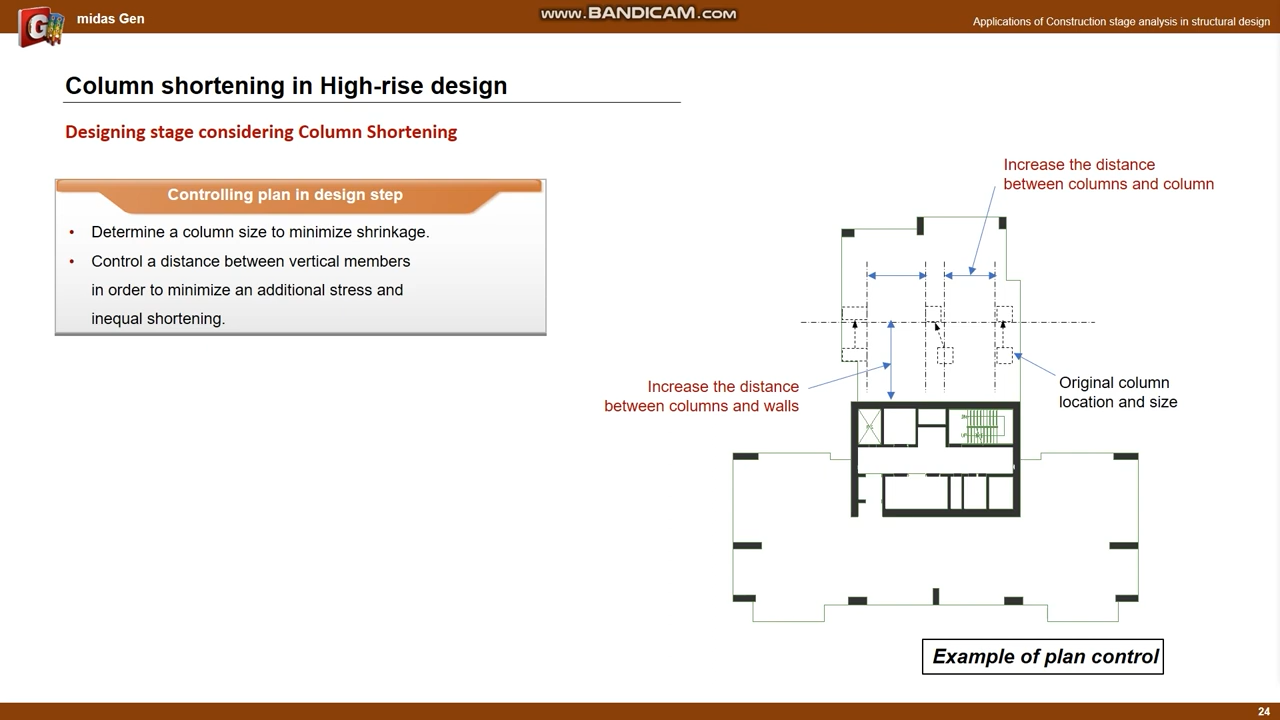 midas Gen
www.BANDICAM.com
Applications of Construction stage analysis in structural design
Column shortening in High-rise design
Designing stage considering Column Shortening
Controlling plan in design step
• Determine a column size to minimize shrinkage.
• Control a distance between vertical members
in order to minimize an additional stress and
inequal shortening.
Increase the distance
between columns and column
Increase the distance
between columns and walls
Original column
location and size
Example of plan control
24